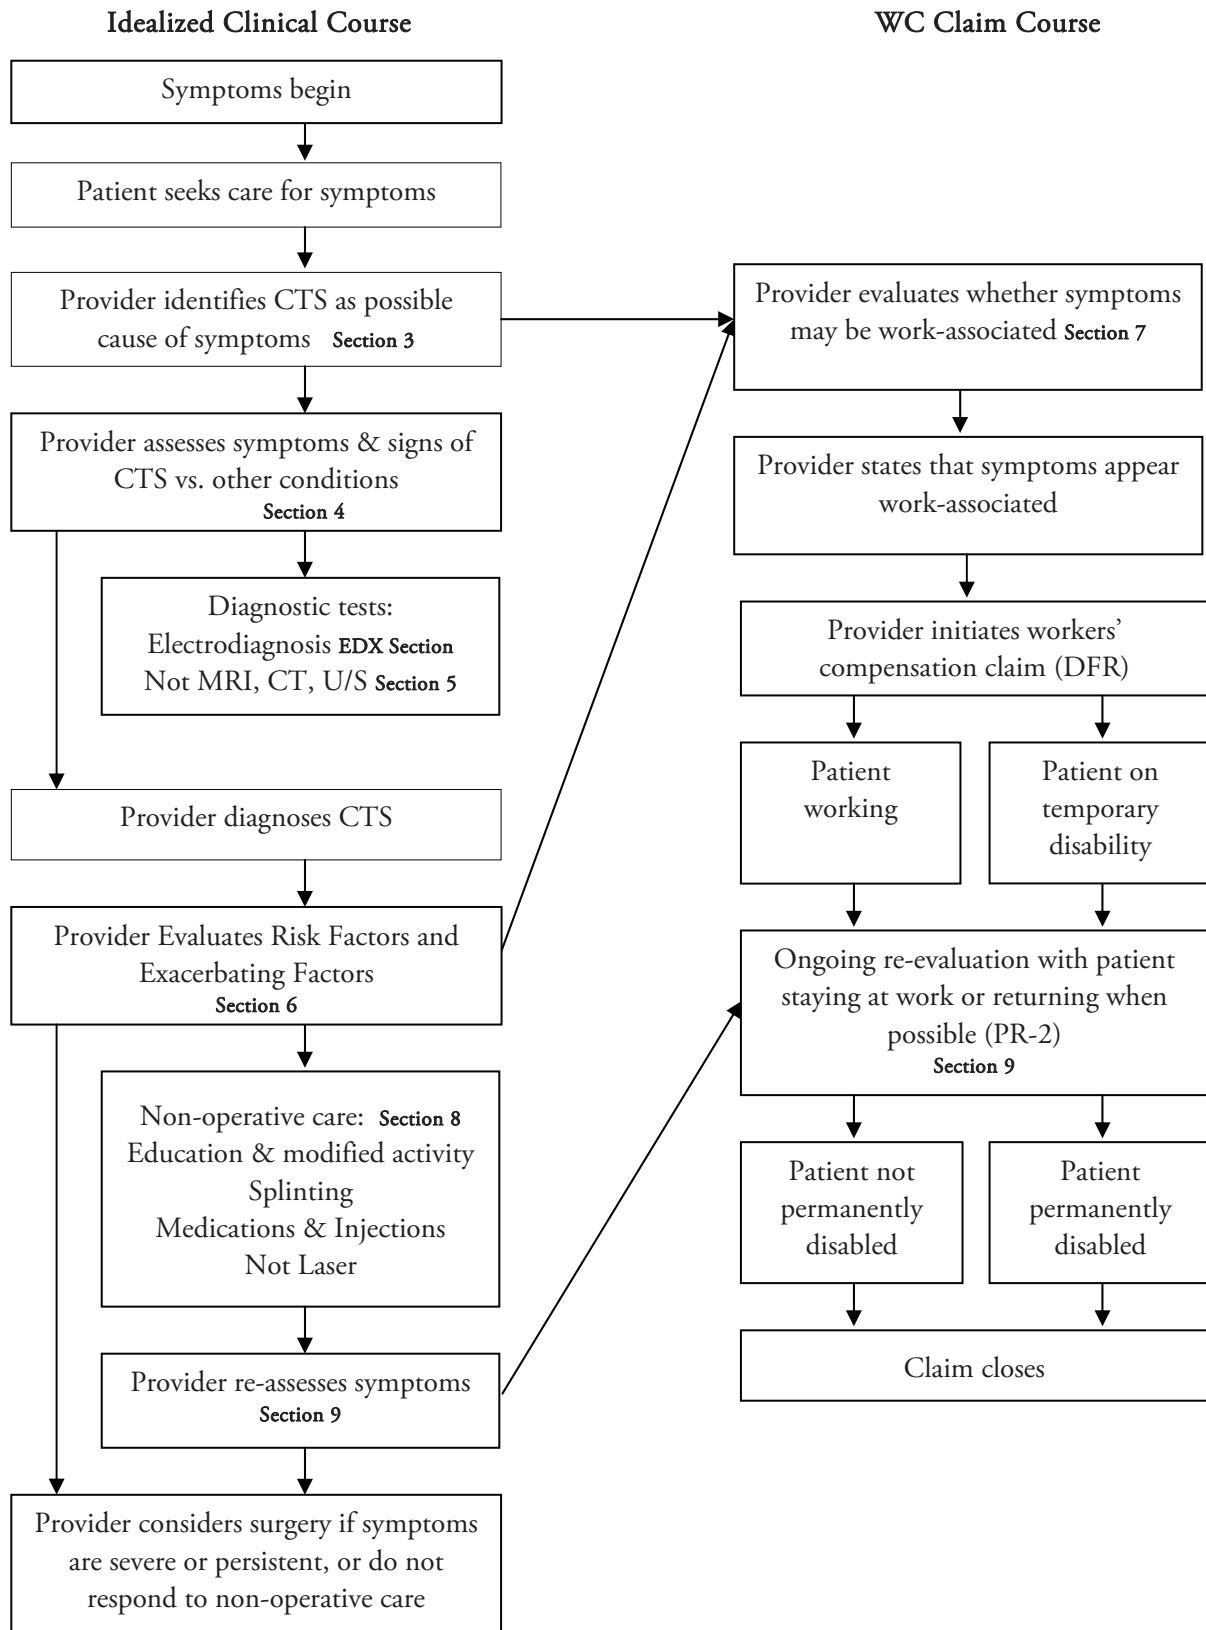 Idealized Clinical Course
Symptoms begin
Patient seeks care for symptoms
Provider identifies CTS as possible
cause of symptoms Section 3
Provider assesses symptoms & signs of
CTS vs. other conditions
Section 4
Diagnostic tests:
Electrodiagnosis EDX Section
Not MRI, CT, U/S Section 5
Provider diagnoses CTS
Provider Evaluates Risk Factors and
Exacerbating Factors
Section 6
Non-operative care: Section 8
Education & modified activity
Splinting
Medications & Injections
Not Laser
Provider re-assesses symptoms
Section 9
Provider considers surgery if symptoms
are severe or persistent, or do not
respond to non-operative care
WC Claim Course
Provider evaluates whether symptoms
may be work-associated Section 7
Provider states that symptoms appear
work-associated
Provider initiates workers’
compensation claim (DFR)
Patient
working
Patient on
temporary
disability
Ongoing re-evaluation with patient
staying at work or returning when
possible (PR-2)
Section 9
Patient not
permanently
disabled
Patient
permanently
disabled
Claim closes